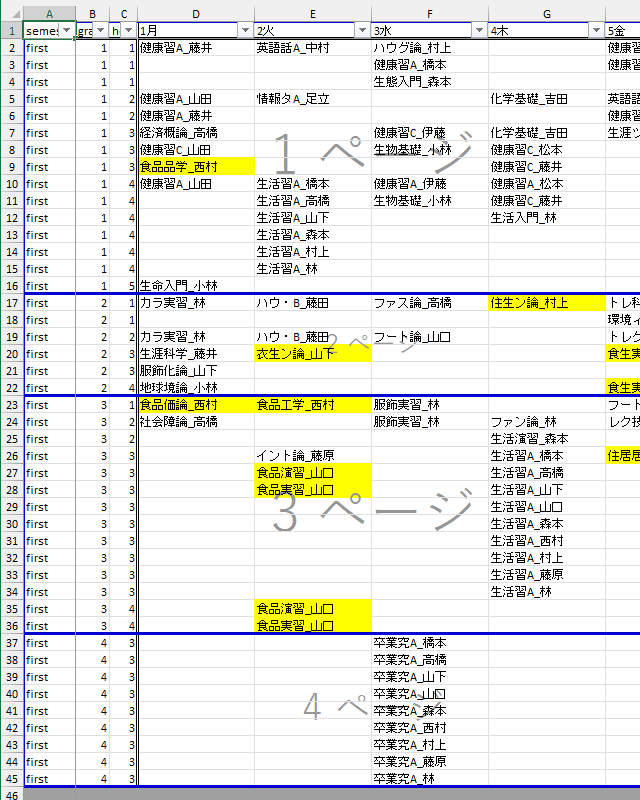 A B C D E F G H
1 semes gra h 1月 2火 3水 4木 5金
2 first 1 1 健康習A_藤井 英語話A_中村 ハウグ論_村上 健康習
3 first 1 1 健康習A_橋本 健康習
4 first 1 1 生態入門_森本
5 first 1 2 健康習A_山田 情報タA_足立 化学基礎_吉田 英語話
6 first 1 2 健康習A_藤井 健康習
7 first 1 3 経済概論_高橋 健康習C_伊藤 化学基礎_吉田 生涯ッ
8 first 1 3 健康習C_山田 生物基礎_小林 健康習C_松本
9 first 1 3 食品品学_西村 健康習C_藤井
10 first 1 4 健康習A_山田 生活習A_橋本 健康習A_伊藤 健康習A_松本
11 first 1 4 生活習A_高橋 生物基礎_小林 健康習C_藤井
12 first 1 4 生活習A_山下 生活入門_林
13 first 1 4 生活習A_森本
14 first 1 4 生活習A_村上
15 first 1 4 生活習A_林
16 first 1 5 生命入門_小林
1 ページ
17 first 2 1 カラ実習_林 ハウ・B_藤田 ファス論_高橋 住生ン論_村上 トレ科
18 first 2 1 環境ィ
19 first 2 2 カラ実習_林 ハウ・B_藤田 フート論_山口 トレク
20 first 2 3 生涯科学_藤井 衣生ン論_山下 食生実
21 first 2 3 服飾化論_山下
22 first 2 4 地球境論_小林 食生実
2 ページ
23 first 3 1 食品価論_西村 食品工学_西村 服飾実習_林 フート
24 first 3 2 社会障論_高橋 服飾実習_林 ファン論_林 レク技
25 first 3 2 生活演習_森本
26 first 3 3 イント論_藤原 生活習A_橋本 住居居
27 first 3 3 食品演習_山口 生活習A_高橋
28 first 3 3 食品実習_山口 生活習A_山下
29 first 3 3 生活習A_山口
30 first 3 3 生活習A_森本
31 first 3 3 生活習A_西村
32 first 3 3 生活習A_村上
33 first 3 3 生活習A_藤原
34 first 3 3 生活習A_林
35 first 3 4 食品演習_山口
36 first 3 4 食品実習_山口
3 ページ
37 first 4 3 卒業究A_橋本
38 first 4 3 卒業究A_高橋
39 first 4 3 卒業究A_山下
40 first 4 3 卒業究A_山口
41 first 4 3 卒業究A_森本
42 first 4 3 卒業究A_西村
43 first 4 3 卒業究A_村上
44 first 4 3 卒業究A_藤原
45 first 4 3 卒業究A_林
4 ページ
46